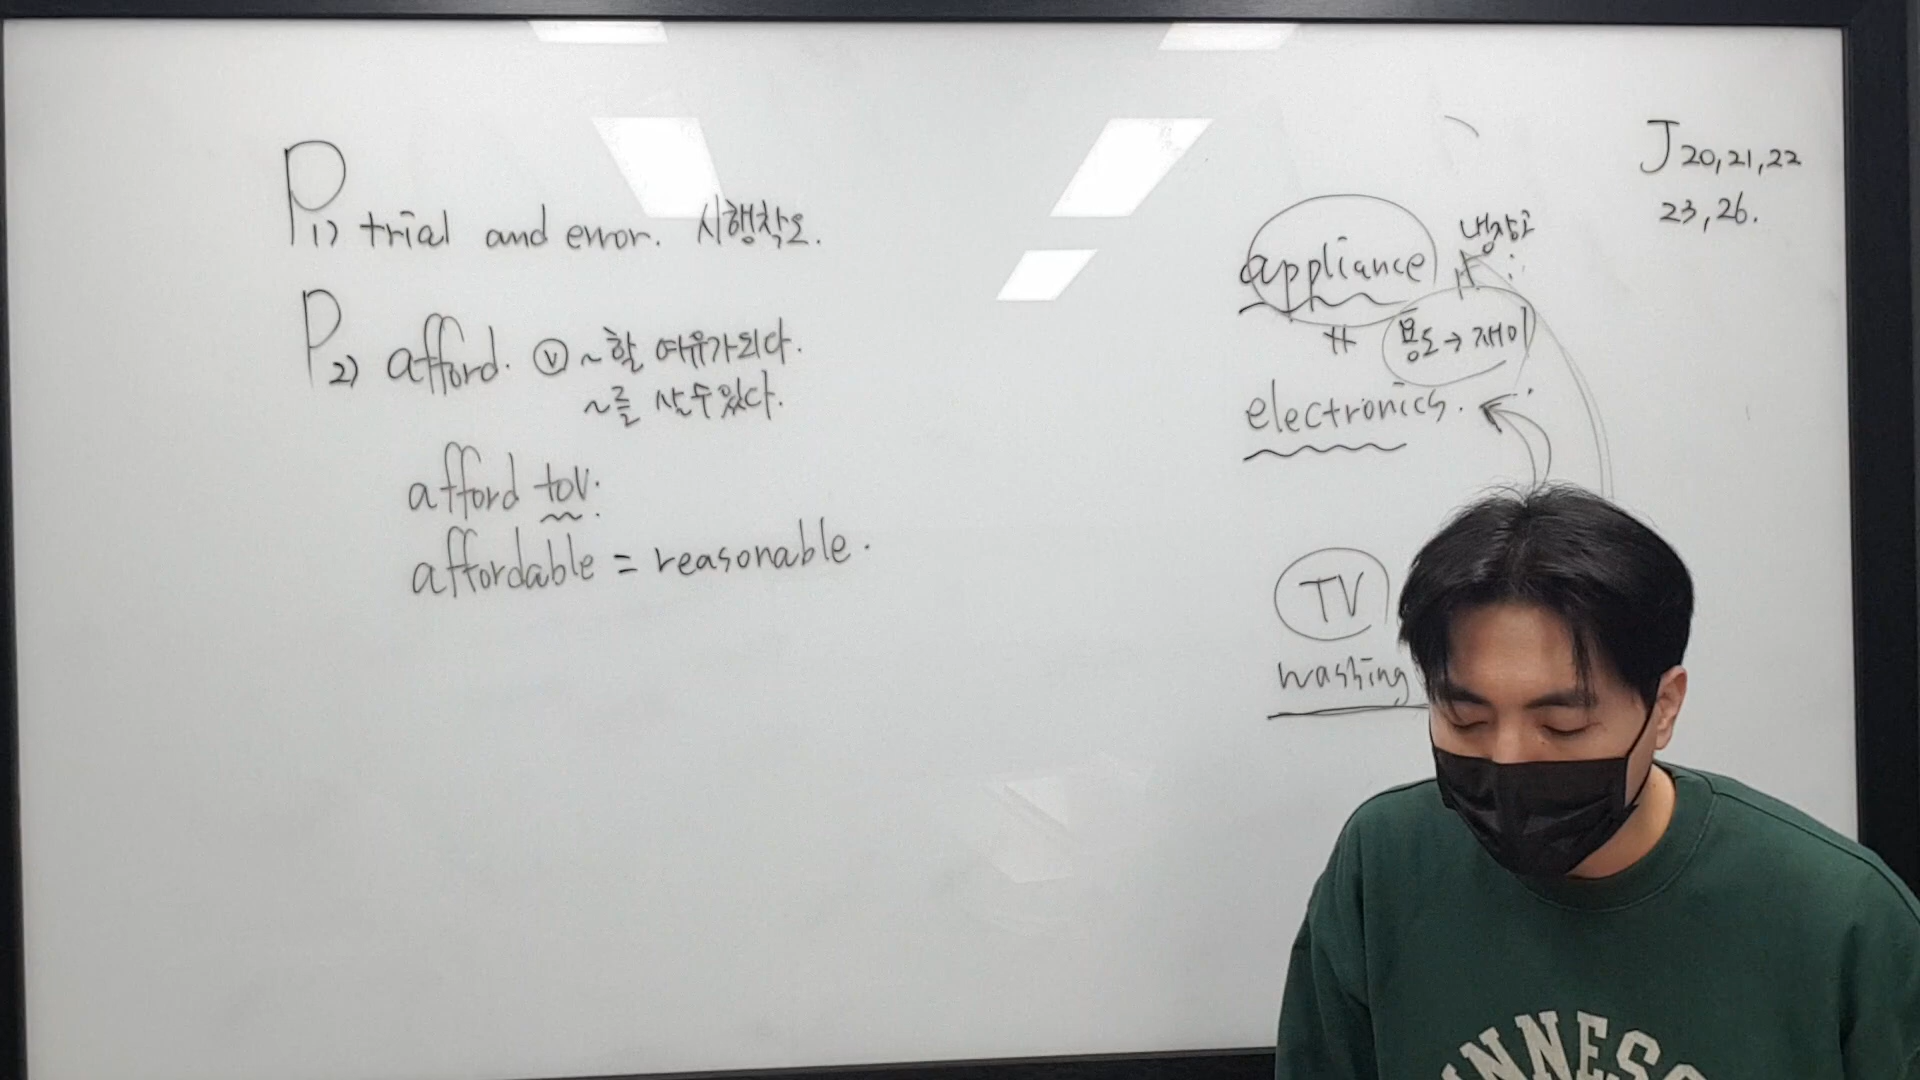 P1) trial and error. 시행착오.
P2) afford. ⓥ ~할 여유가되다.
~를 살수있다.
afford toV.
affordable = reasonable.
appliance
냉장고
용도→재미
electronics.
TV
washing
J 20,21,22
23,26.
NNES